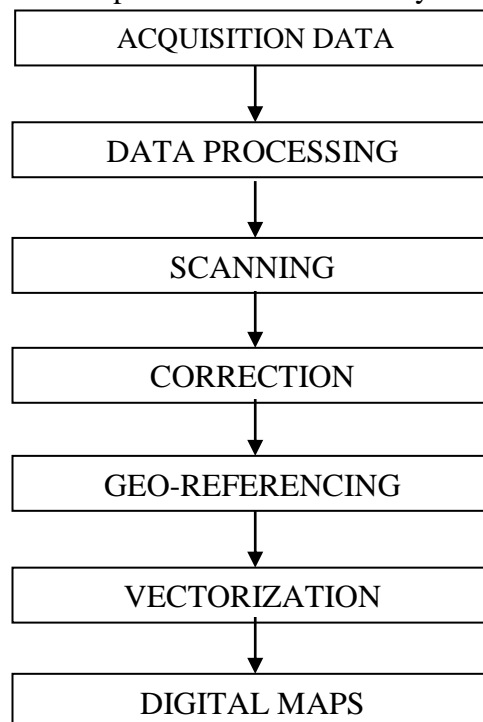 ACQUISITION DATA
DATA PROCESSING
SCANNING
CORRECTION
GEO-REFERENCING
VECTORIZATION
DIGITAL MAPS